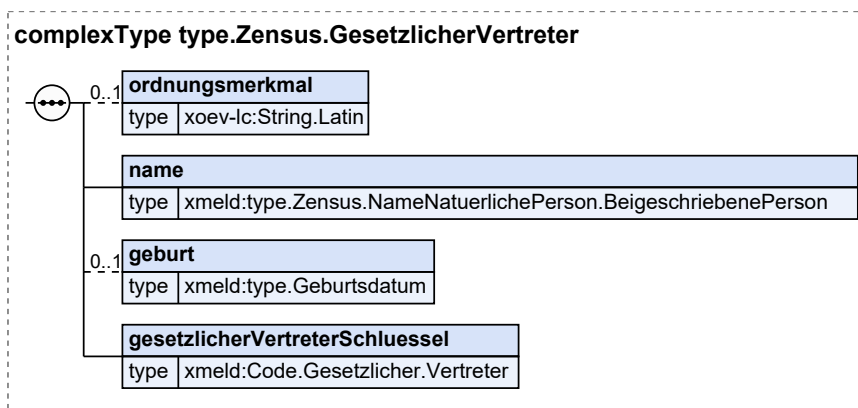 complexType type.Zensus.GesetzlicherVertreter
0..1 ordnungsmerkmal
type xoev-lc:String.Latin
name
type xmeld:type.Zensus.NameNatuerlichePerson.BeigeschriebenePerson
0..1 geburt
type xmeld:type.Geburtsdatum
gesetzlicherVertreterSchluessel
type xmeld:Code.Gesetzlicher.Vertreter